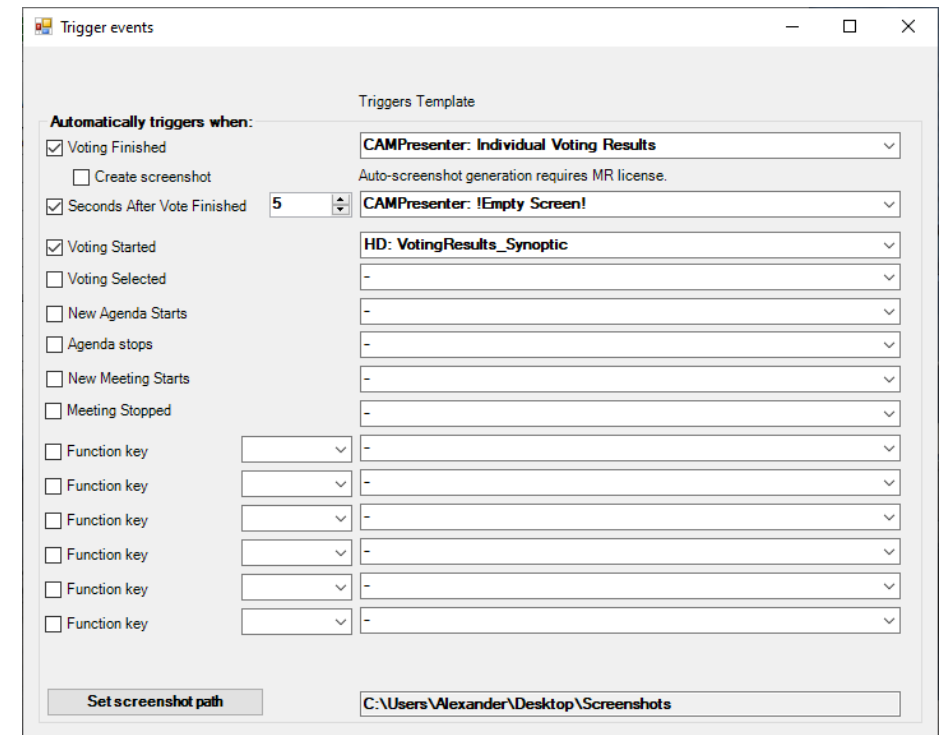 Trigger events
Triggers Template
Automatically triggers when:
Voting Finished CAMPresenter: Individual Voting Results
Create screenshot Auto-screenshot generation requires MR license.
Seconds After Vote Finished 5 CAMPresenter: !Empty Screen!
Voting Started HD: VotingResults_Synoptic
Voting Selected -
New Agenda Starts -
Agenda stops -
New Meeting Starts -
Meeting Stopped -
Function key -
Function key -
Function key -
Function key -
Function key -
Function key -
Set screenshot path C:\Users\Alexander\Desktop\Screenshots